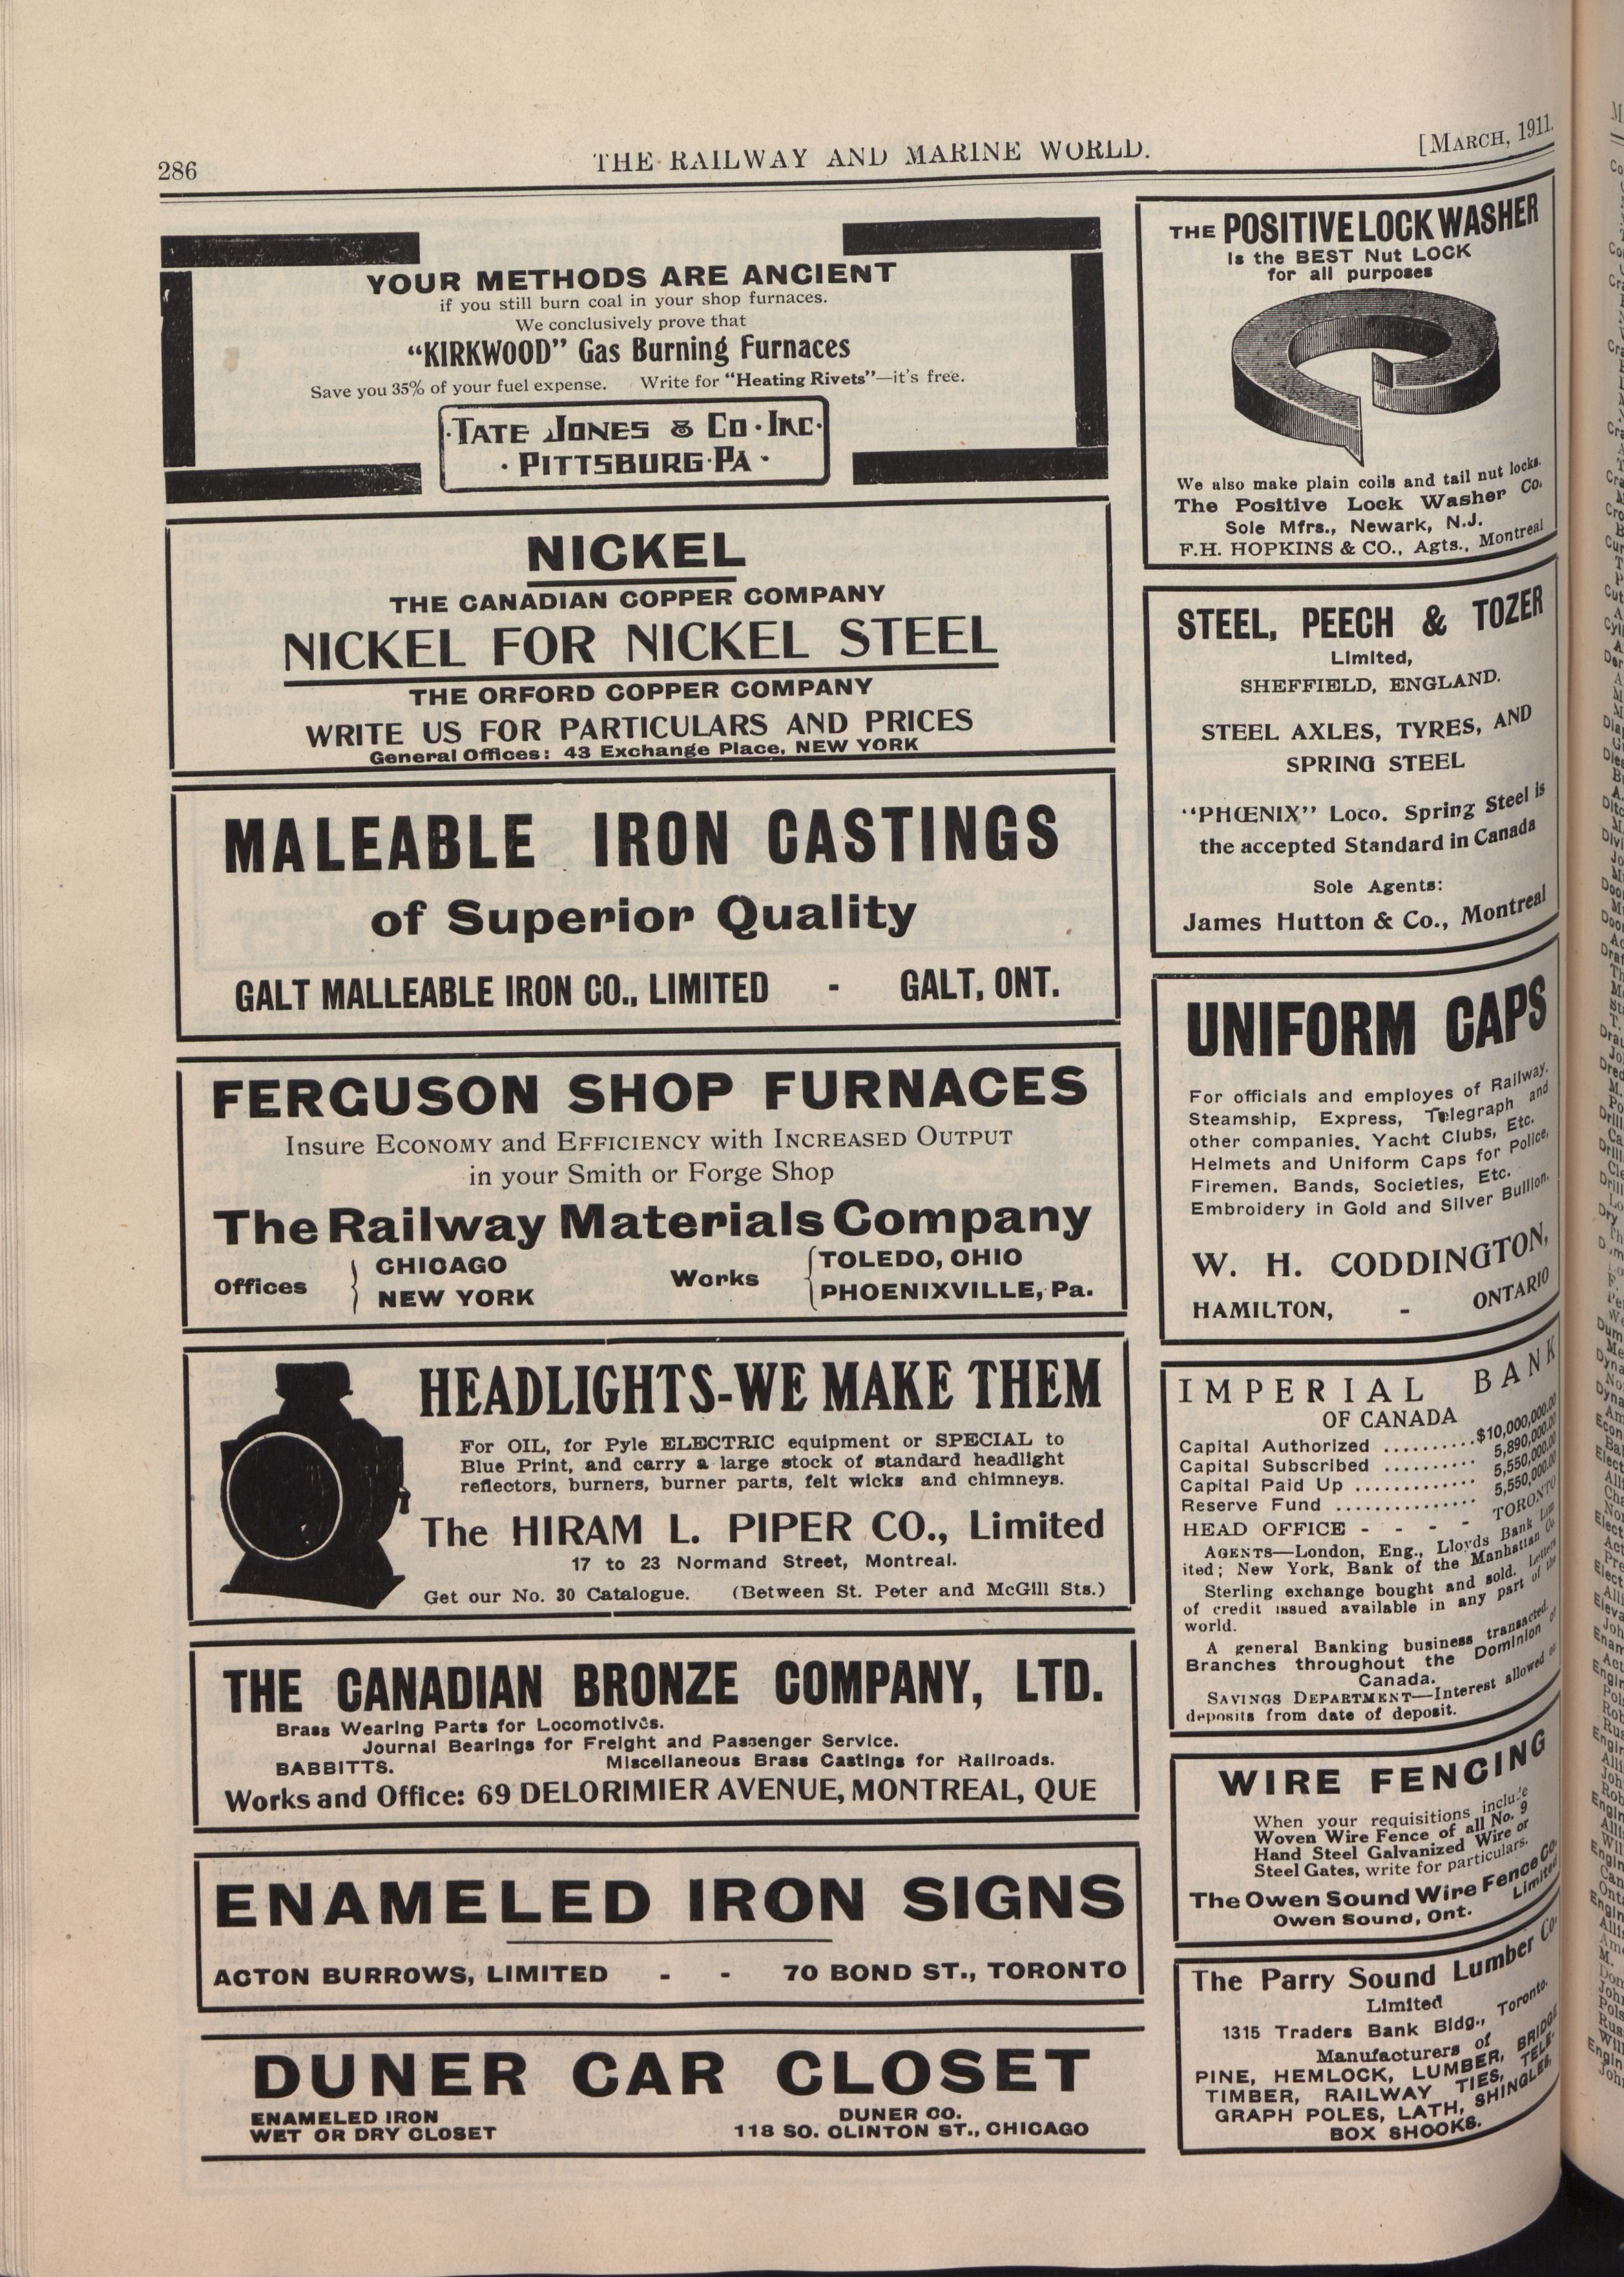 286
THE RAILWAY AND MARINE WORLD.
[MARCH, 1911.
YOUR METHODS ARE ANCIENT
if you still burn coal in your shop furnaces.
We conclusively prove that
"KIRKWOOD" Gas Burning Furnaces
Save you 35% of your fuel expense. Write for "Heating Rivets"—it's free.
·TATE JONES & CO·INC·
·PITTSBURG·PA·
NICKEL
THE CANADIAN COPPER COMPANY
NICKEL FOR NICKEL STEEL
THE ORFORD COPPER COMPANY
WRITE US FOR PARTICULARS AND PRICES
General Offices: 43 Exchange Place, NEW YORK
MALEABLE IRON CASTINGS
of Superior Quality
GALT MALLEABLE IRON CO., LIMITED - GALT, ONT.
FERGUSON SHOP FURNACES
Insure ECONOMY and EFFICIENCY with INCREASED OUTPUT
in your Smith or Forge Shop
The Railway Materials Company
Offices } CHICAGO
NEW YORK
Works { TOLEDO, OHIO
PHOENIXVILLE, Pa.
HEADLIGHTS-WE MAKE THEM
For OIL, for Pyle ELECTRIC equipment or SPECIAL to
Blue Print, and carry a large stock of standard headlight
reflectors, burners, burner parts, felt wicks and chimneys.
The HIRAM L. PIPER CO., Limited
17 to 23 Normand Street, Montreal.
Get our No. 30 Catalogue. (Between St. Peter and McGill Sts.)
THE CANADIAN BRONZE COMPANY, LTD.
Brass Wearing Parts for Locomotives.
Journal Bearings for Freight and Passenger Service.
BABBITTS. Miscellaneous Brass Castings for Railroads.
Works and Office: 69 DELORIMIER AVENUE, MONTREAL, QUE
ENAMELED IRON SIGNS
ACTON BURROWS, LIMITED - - 70 BOND ST., TORONTO
DUNER CAR CLOSET
ENAMELED IRON
WET OR DRY CLOSET
DUNER CO.
118 SO. CLINTON ST., CHICAGO
THE POSITIVE LOCK WASHER
Is the BEST Nut LOCK
for all purposes
We also make plain coils and tail nut locks.
The Positive Lock Washer Co.
Sole Mfrs., Newark, N.J.
F.H. HOPKINS & CO., Agts., Montreal
STEEL, PEECH & TOZER
Limited,
SHEFFIELD, ENGLAND.
STEEL AXLES, TYRES, AND
SPRING STEEL
"PHŒNIX" Loco. Spring Steel is
the accepted Standard in Canada
Sole Agents:
James Hutton & Co., Montreal
UNIFORM CAPS
For officials and employes of Railway.
Steamship, Express, Telegraph and
other companies, Yacht Clubs, Etc.
Helmets and Uniform Caps for Police,
Firemen, Bands, Societies, Etc.
Embroidery in Gold and Silver Bullion.
W. H. CODDINGTON,
HAMILTON, - ONTARIO
IMPERIAL BANK
OF CANADA
Capital Authorized ..........$10,000,000.00
Capital Subscribed .......... 5,890,000.00
Capital Paid Up ............. 5,550,000.00
Reserve Fund ............... 5,550,000.00
HEAD OFFICE - - - - TORONTO
AGENTS—London, Eng., Lloyds Bank Lim
ited; New York, Bank of the Manhattan Co
Sterling exchange bought and sold. Letters
of credit issued available in any part of the
world.
A general Banking business transacted.
Branches throughout the Dominion of
Canada.
SAVINGS DEPARTMENT—Interest allowed on
deposits from date of deposit.
WIRE FENCING
When your requisitions include
Woven Wire Fence of all No. 9
Hand Steel Galvanized Wire or
Steel Gates, write for particulars.
The Owen Sound Wire Fence Co.
Limited
Owen Sound, Ont.
The Parry Sound Lumber Co.
Limited
1315 Traders Bank Bldg., Toronto.
Manufacturers of
PINE, HEMLOCK, LUMBER, BRIDGE
TIMBER, RAILWAY TIES, TELE-
GRAPH POLES, LATH, SHINGLES,
BOX SHOOKS.